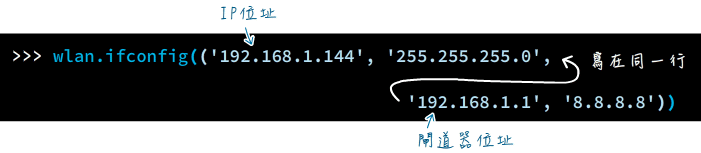 IP位址
>>> wlan.ifconfig(('192.168.1.144', '255.255.255.0',
寫在同一行
'192.168.1.1', '8.8.8.8'))
閘道器位址